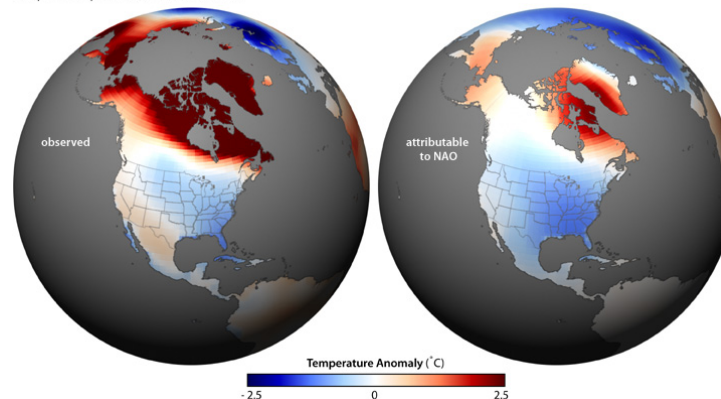 observed
attributable
to NAO
Temperature Anomaly (°C)
- 2.5
0
2.5